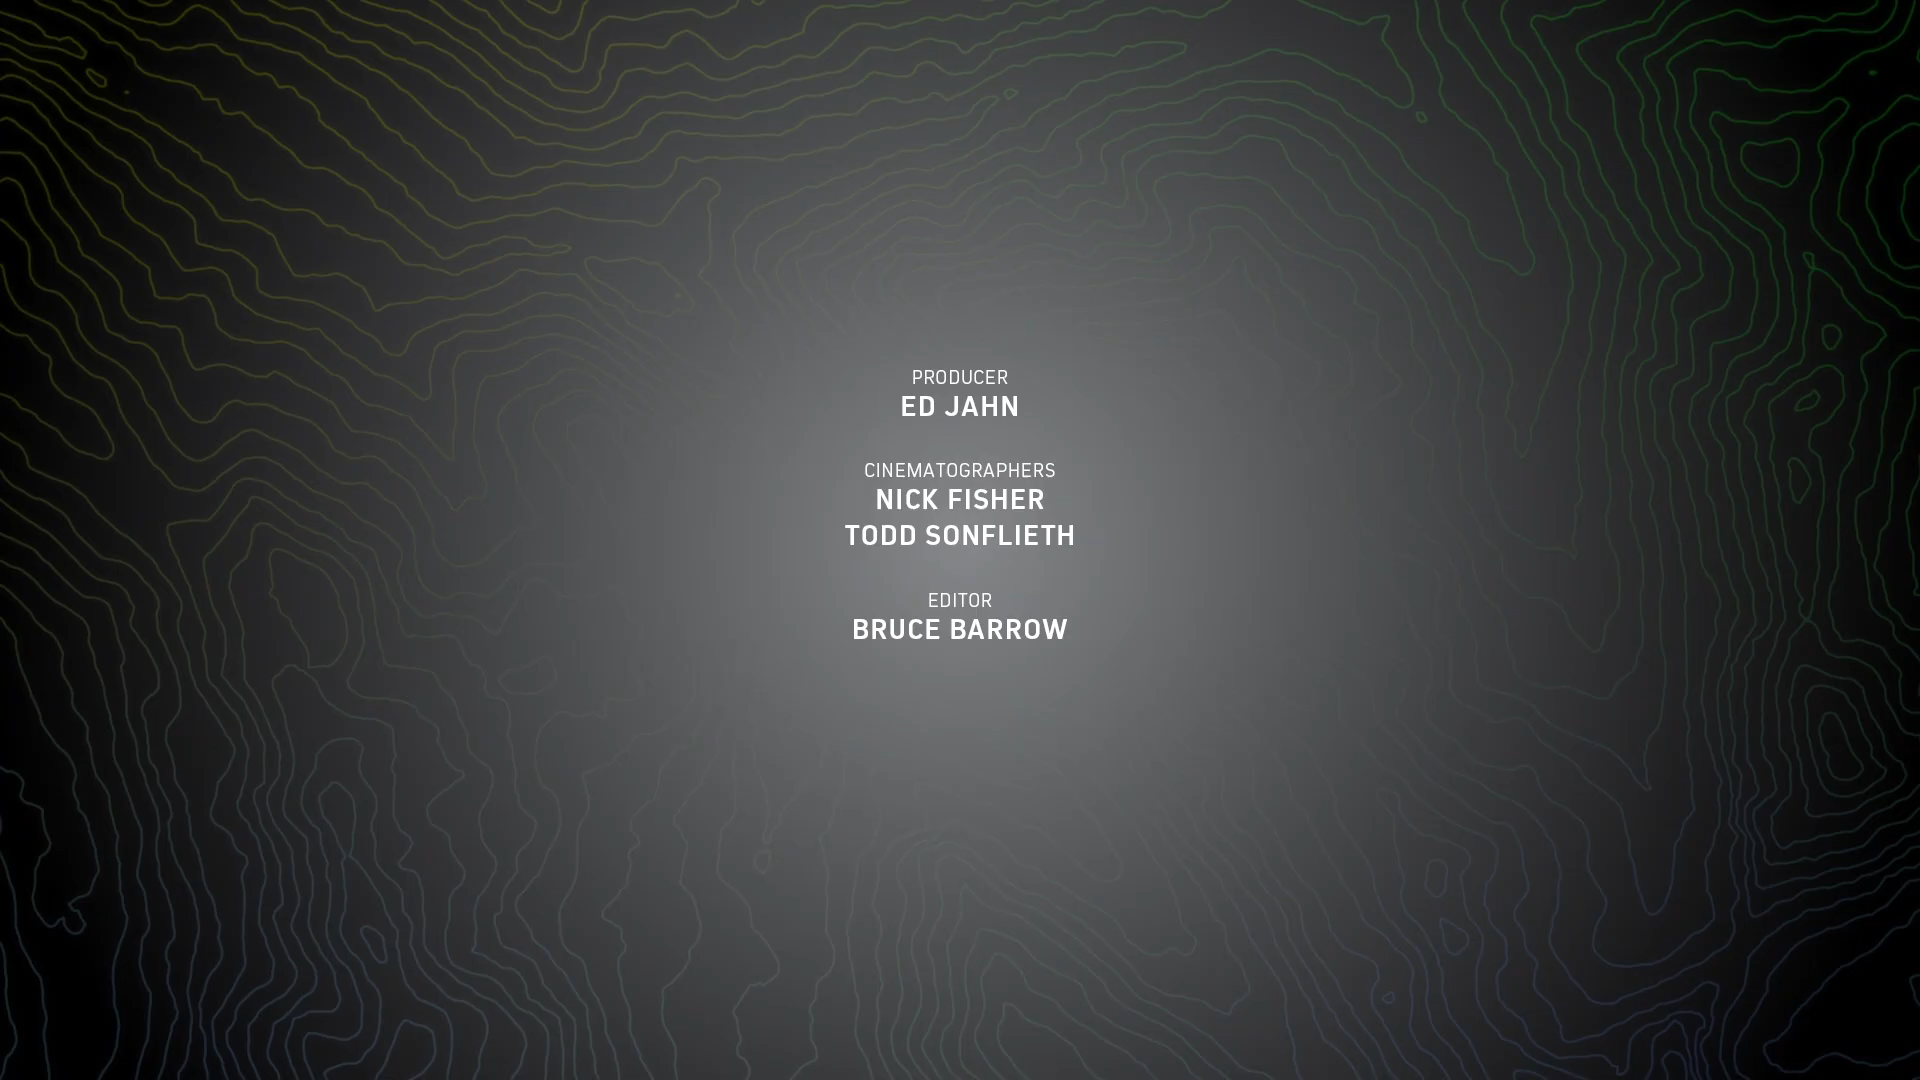 PRODUCER
ED JAHN
CINEMATOGRAPHERS
NICK FISHER
TODD SONFLIETH
EDITOR
BRUCE BARROW